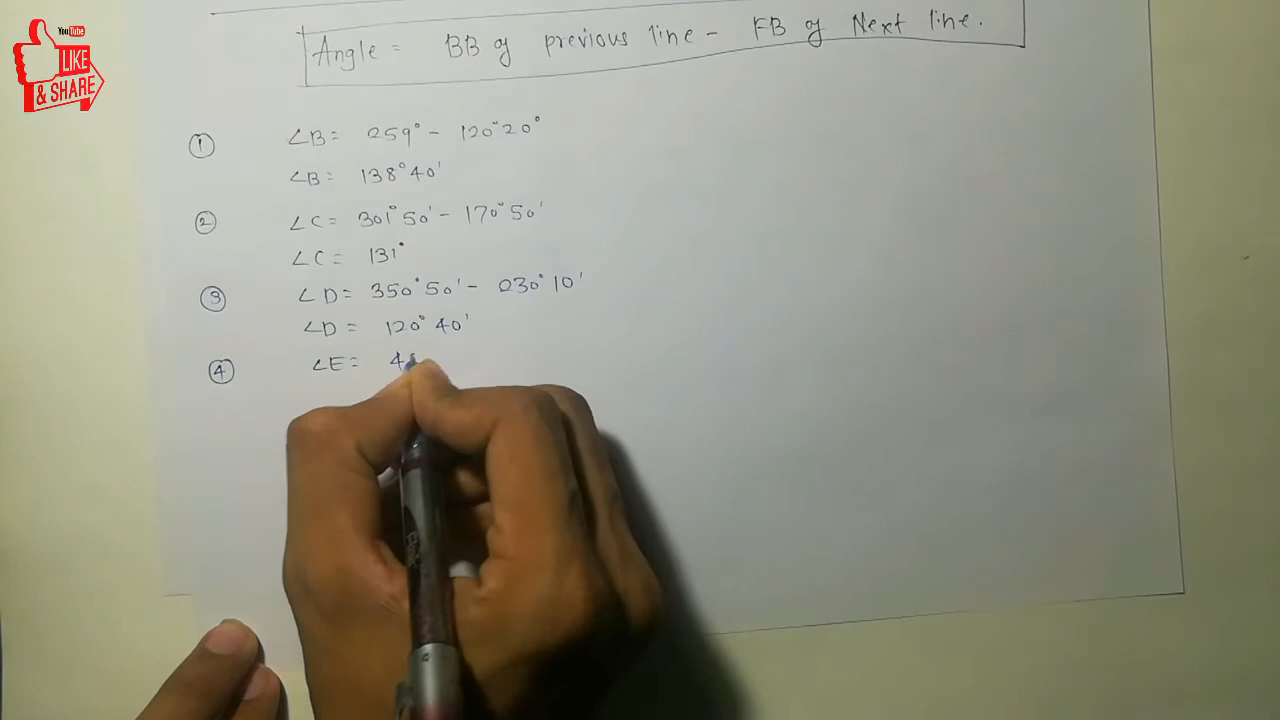 YouTube
LIKE
& SHARE
Angle = BB of previous line - FB of Next line.
① ∠B = 259° - 120°20°
∠B = 138°40'
② ∠C = 301°50' - 170°50'
∠C = 131°
③ ∠D = 350°50' - 230°10'
∠D = 120°40'
④ ∠E =